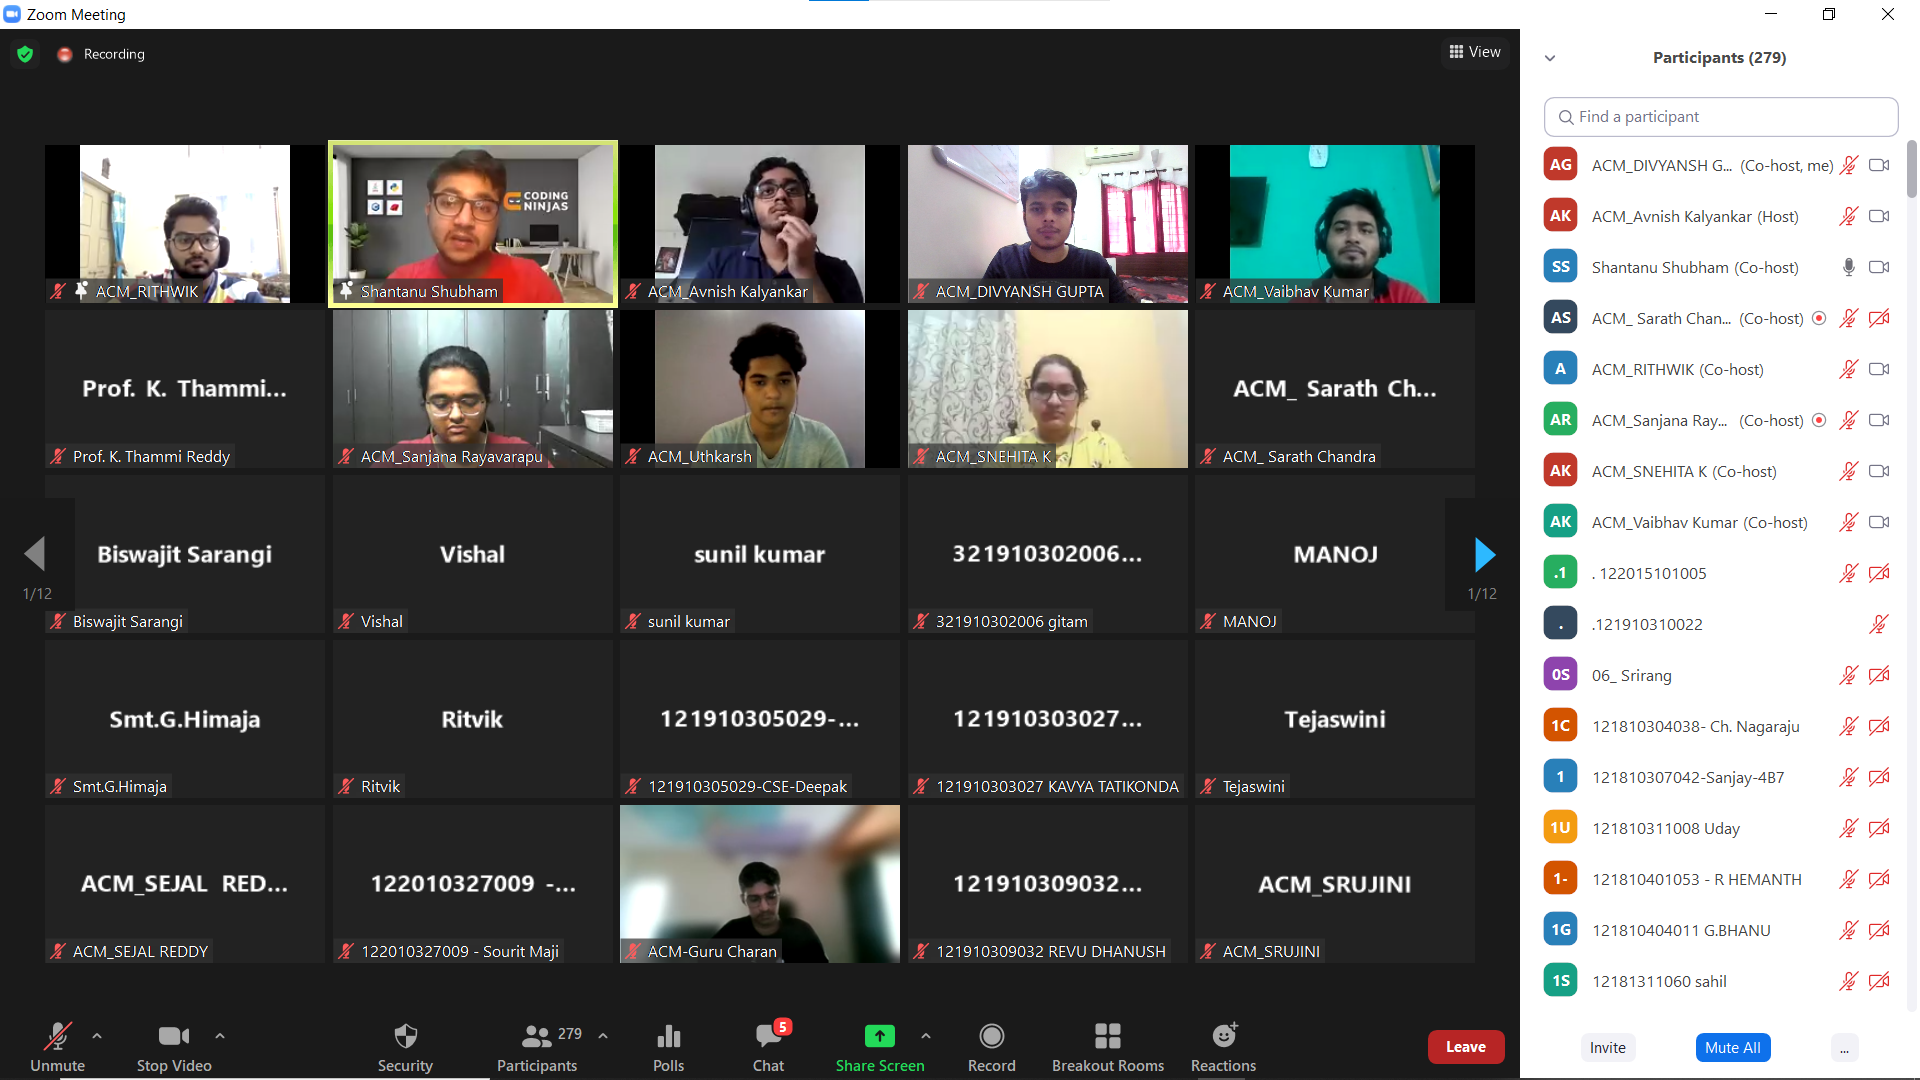 Zoom Meeting
Recording
View
CODING
NINJAS
ACM_RITHWIK
Shantanu Shubham
ACM_Avnish Kalyankar
ACM_DIVYANSH GUPTA
ACM_Vaibhav Kumar
Prof. K. Thammi...
ACM_ Sarath Ch...
Prof. K. Thammi Reddy
ACM_Sanjana Rayavarapu
ACM_Uthkarsh
ACM_SNEHITA K
ACM_ Sarath Chandra
Biswajit Sarangi
Vishal
sunil kumar
321910302006...
MANOJ
1/12
1/12
Biswajit Sarangi
Vishal
sunil kumar
321910302006 gitam
MANOJ
Smt.G.Himaja
Ritvik
121910305029-...
121910303027...
Tejaswini
Smt.G.Himaja
Ritvik
121910305029-CSE-Deepak
121910303027 KAVYA TATIKONDA
Tejaswini
ACM_SEJAL RED...
122010327009 -...
121910309032...
ACM_SRUJINI
ACM_SEJAL REDDY
122010327009 - Sourit Maji
ACM-Guru Charan
121910309032 REVU DHANUSH
ACM_SRUJINI
Unmute
Stop Video
Security
279
Participants
Polls
5
Chat
Share Screen
Record
Breakout Rooms
Reactions
Leave
Participants (279)
Find a participant
AG ACM_DIVYANSH G... (Co-host, me)
AK ACM_Avnish Kalyankar (Host)
SS Shantanu Shubham (Co-host)
AS ACM_ Sarath Chan... (Co-host)
A ACM_RITHWIK (Co-host)
AR ACM_Sanjana Ray... (Co-host)
AK ACM_SNEHITA K (Co-host)
AK ACM_Vaibhav Kumar (Co-host)
.1 . 122015101005
. .121910310022
0S 06_ Srirang
1C 121810304038- Ch. Nagaraju
1 121810307042-Sanjay-4B7
1U 121810311008 Uday
1- 121810401053 - R HEMANTH
1G 121810404011 G.BHANU
1S 12181311060 sahil
Invite
Mute All
...